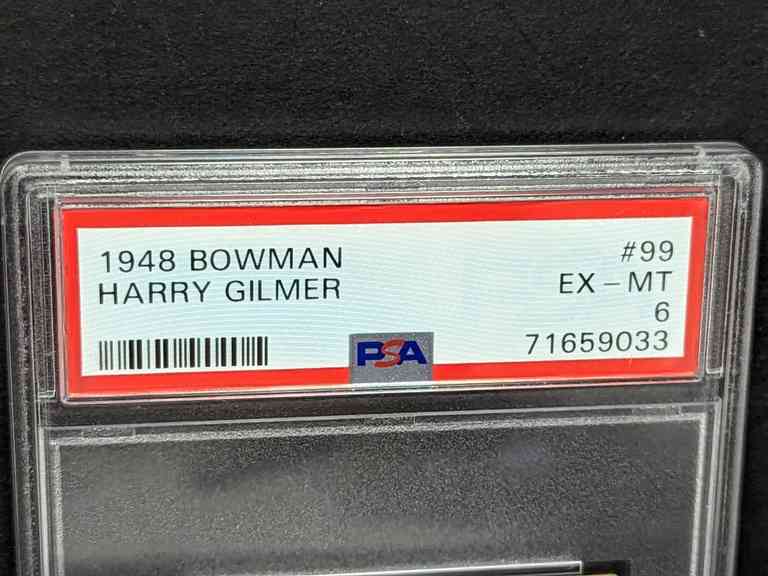 1948 BOWMAN #99
HARRY GILMER EX - MT
6
PSA 71659033